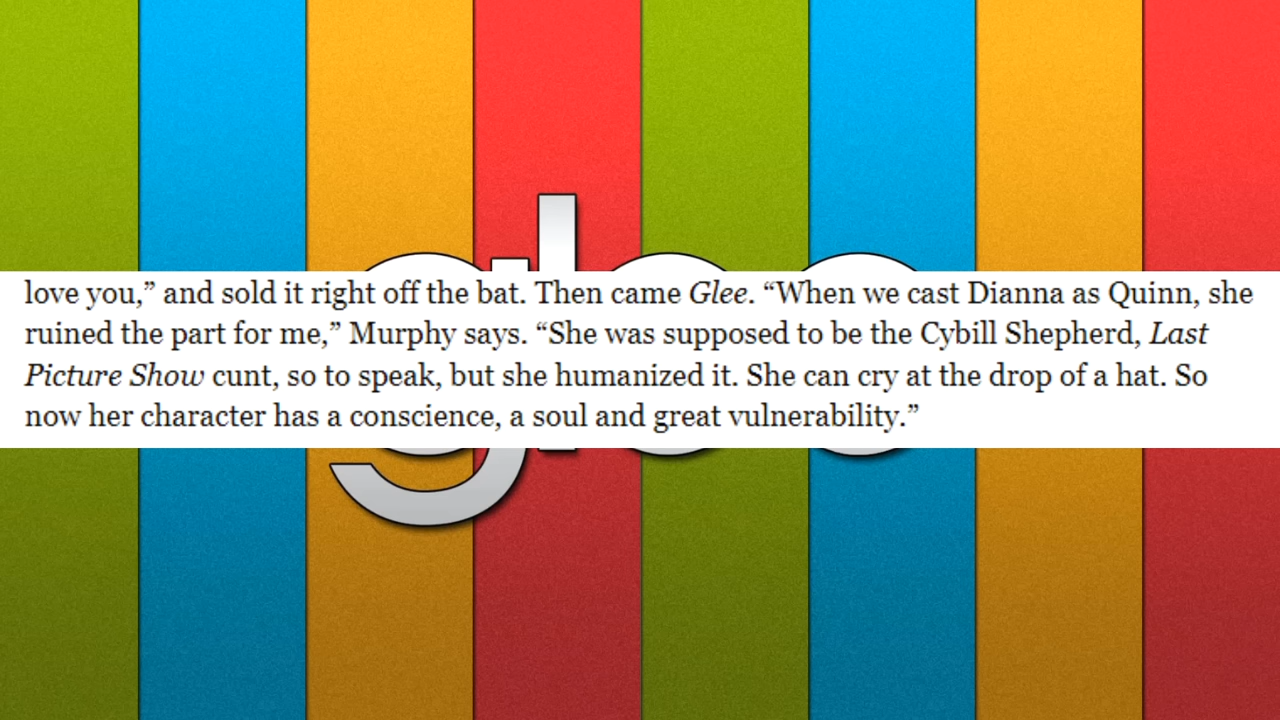 love you,” and sold it right off the bat. Then came Glee. “When we cast Dianna as Quinn, she
ruined the part for me,” Murphy says. “She was supposed to be the Cybill Shepherd, Last
Picture Show cunt, so to speak, but she humanized it. She can cry at the drop of a hat. So
now her character has a conscience, a soul and great vulnerability.”
glee